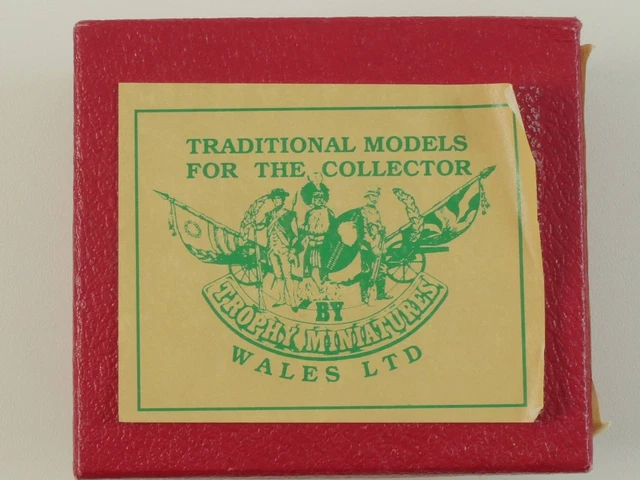 TRADITIONAL MODELS
FOR THE COLLECTOR
BY
TROPHY MINIATURES
WALES LTD